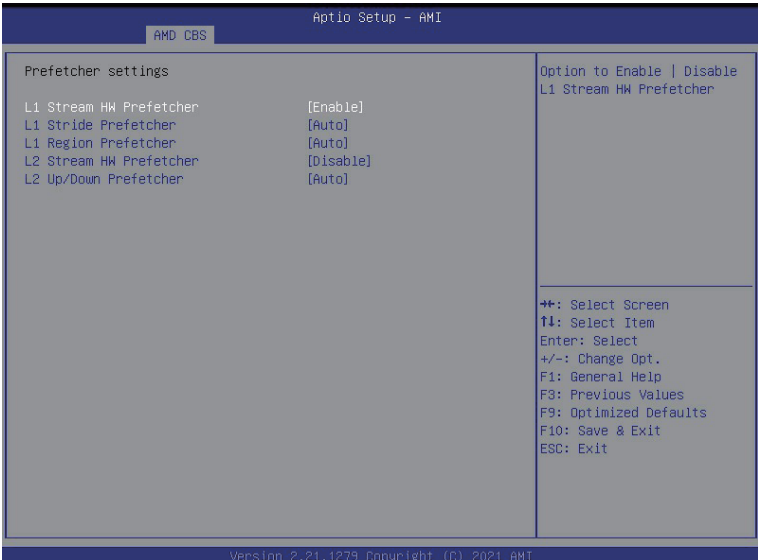 Aptio Setup – AMI
AMD CBS
Prefetcher settings
L1 Stream HW Prefetcher [Enable]
L1 Stride Prefetcher [Auto]
L1 Region Prefetcher [Auto]
L2 Stream HW Prefetcher [Disable]
L2 Up/Down Prefetcher [Auto]
Option to Enable | Disable
L1 Stream HW Prefetcher
→←: Select Screen
↑↓: Select Item
Enter: Select
+/-: Change Opt.
F1: General Help
F3: Previous Values
F9: Optimized Defaults
F10: Save & Exit
ESC: Exit
Version 2.21.1279 Copyright (C) 2021 AMI